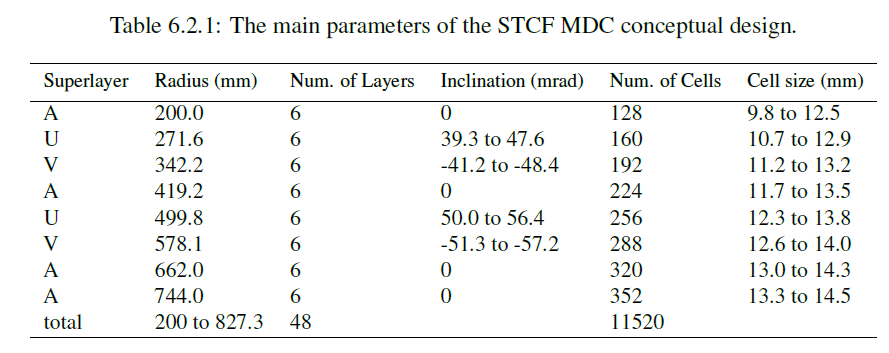 Table 6.2.1: The main parameters of the STCF MDC conceptual design.
Superlayer Radius (mm) Num. of Layers Inclination (mrad) Num. of Cells Cell size (mm)
A 200.0 6 0 128 9.8 to 12.5
U 271.6 6 39.3 to 47.6 160 10.7 to 12.9
V 342.2 6 -41.2 to -48.4 192 11.2 to 13.2
A 419.2 6 0 224 11.7 to 13.5
U 499.8 6 50.0 to 56.4 256 12.3 to 13.8
V 578.1 6 -51.3 to -57.2 288 12.6 to 14.0
A 662.0 6 0 320 13.0 to 14.3
A 744.0 6 0 352 13.3 to 14.5
total 200 to 827.3 48 11520